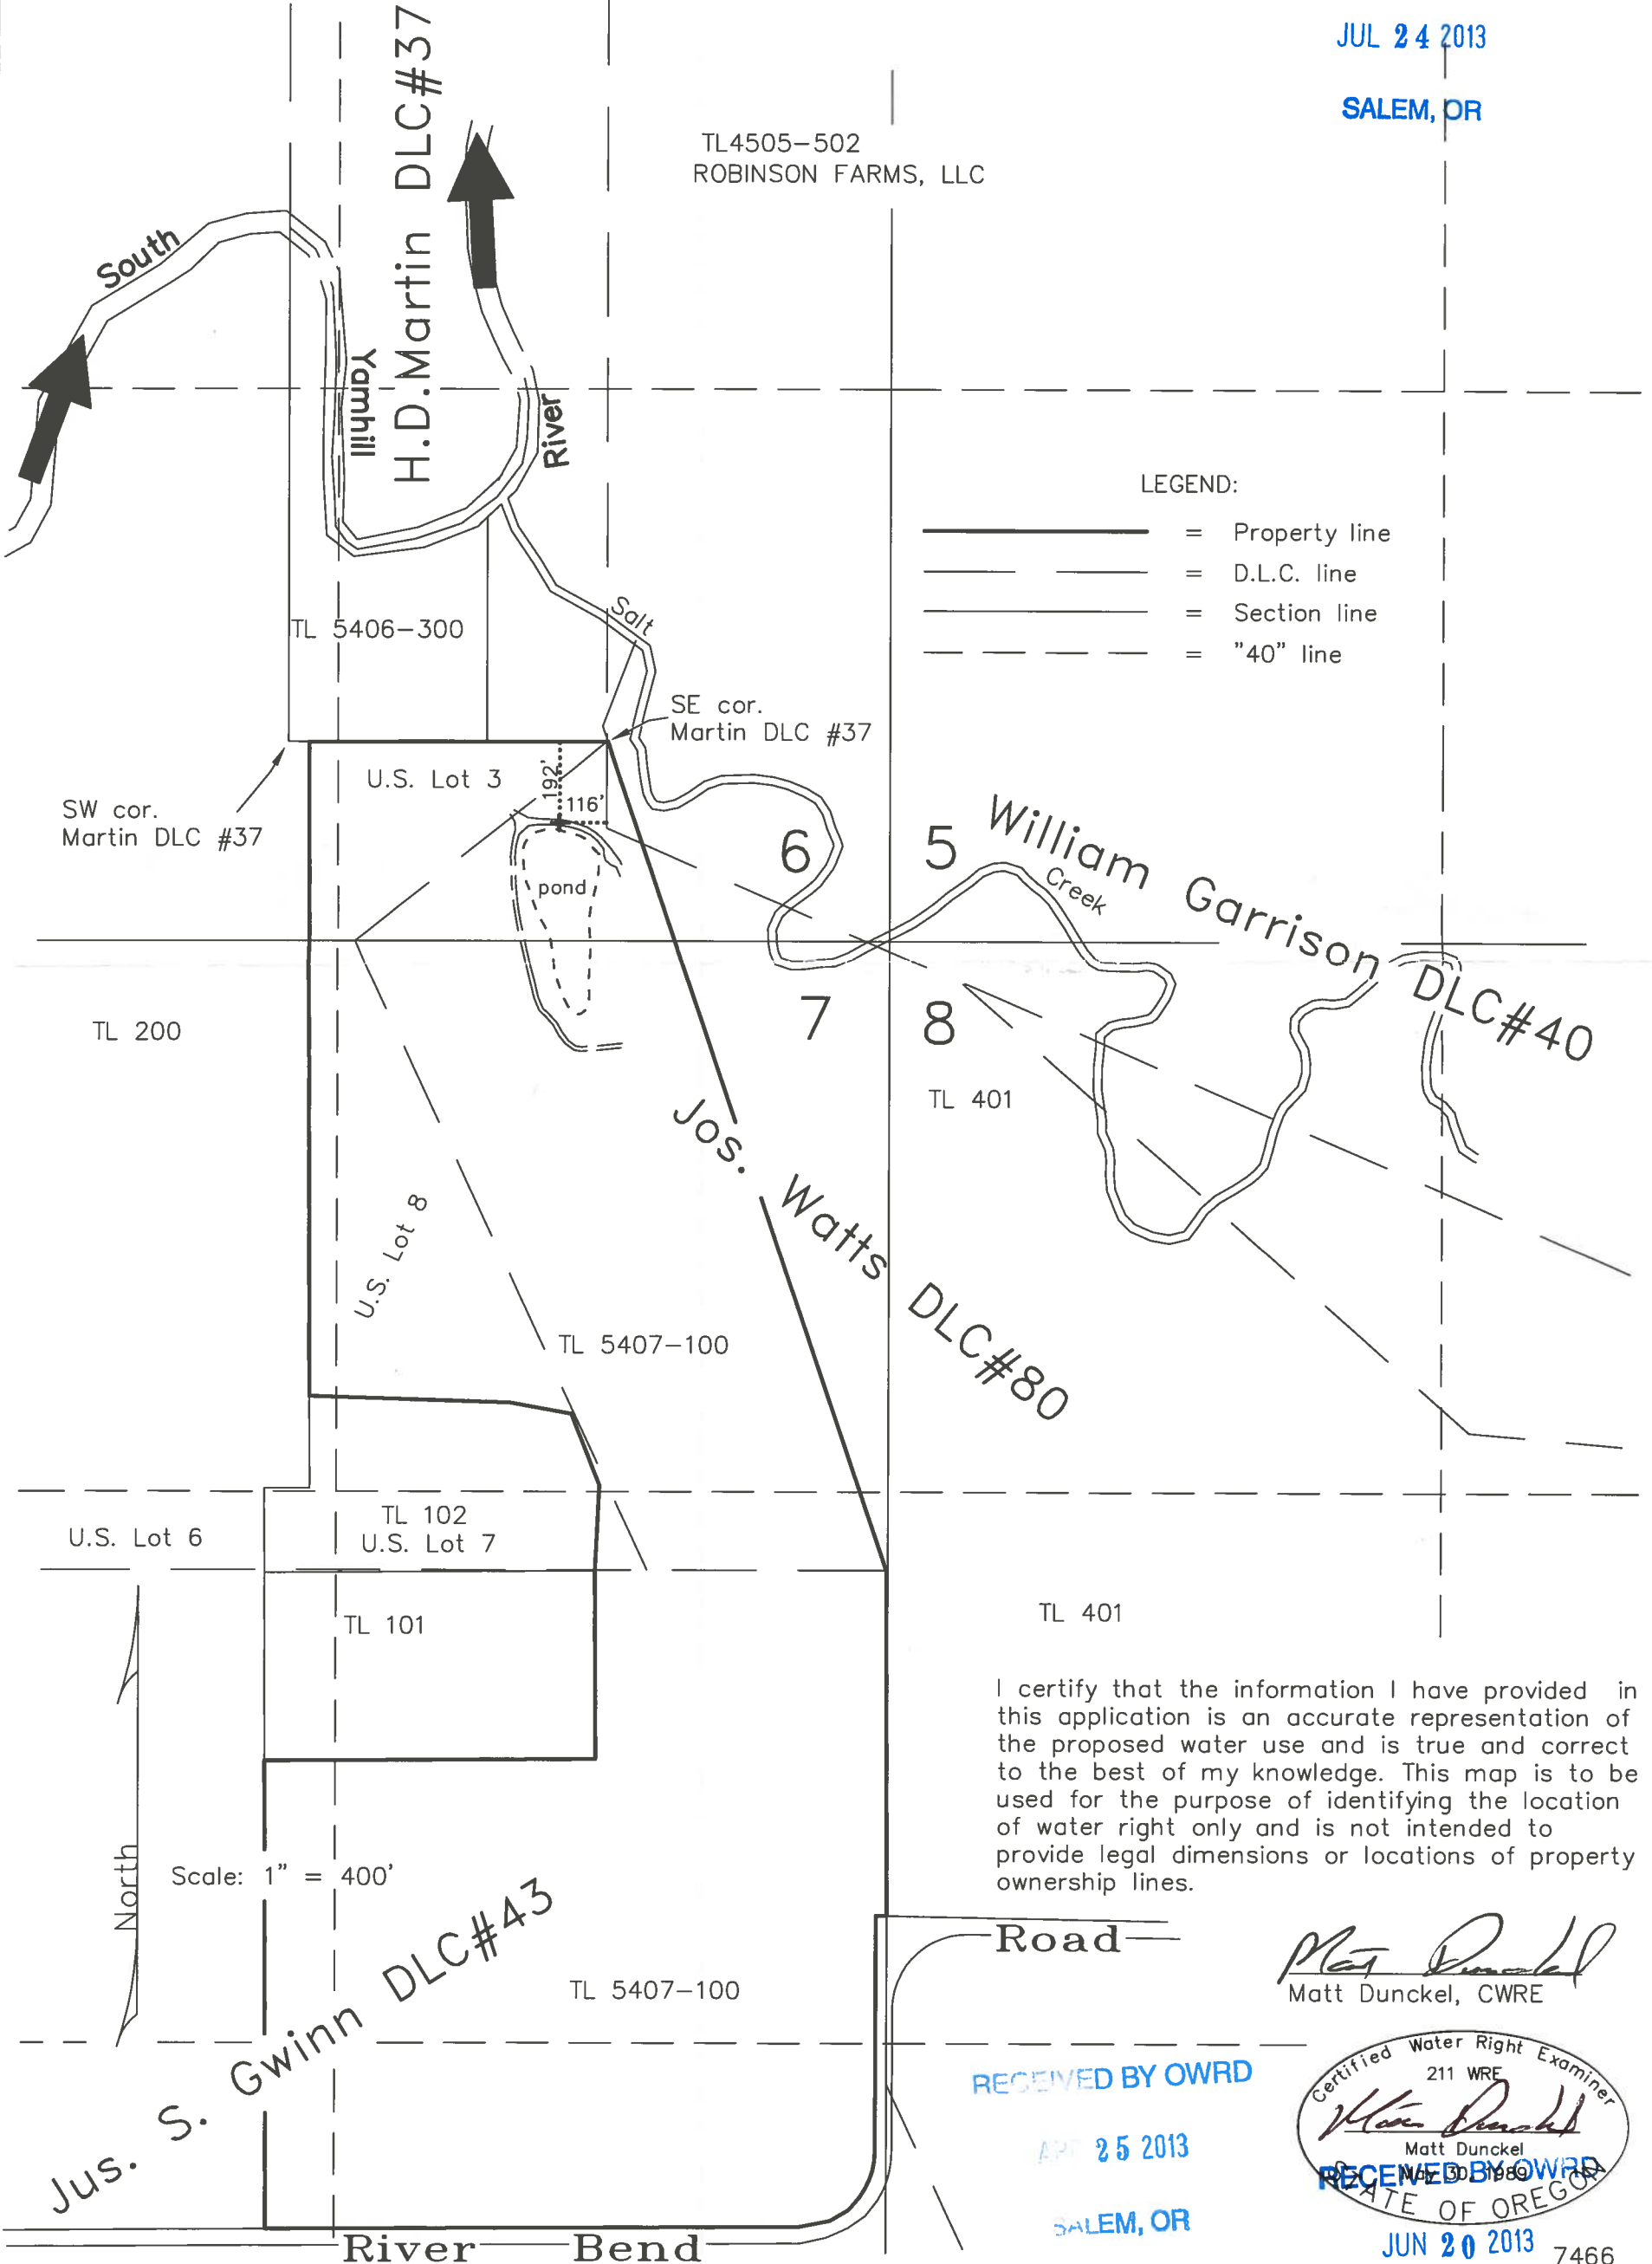 JUL 24 2013
SALEM, OR
H.D.Martin DLC#37
TL4505-502
ROBINSON FARMS, LLC
South
Yamhill
River
LEGEND:
= Property line
= D.L.C. line
= Section line
= "40" line
TL 5406-300
Salt
SE cor.
Martin DLC #37
U.S. Lot 3
192'
116'
SW cor.
Martin DLC #37
pond
6
5
William Garrison DLC#40
Creek
7
8
TL 200
TL 401
Jos. Watts DLC#80
U.S. Lot 8
TL 5407-100
TL 102
U.S. Lot 6
U.S. Lot 7
TL 101
TL 401
I certify that the information I have provided in
this application is an accurate representation of
the proposed water use and is true and correct
to the best of my knowledge. This map is to be
used for the purpose of identifying the location
of water right only and is not intended to
provide legal dimensions or locations of property
ownership lines.
North
Scale: 1" = 400'
Jus. S. Gwinn DLC#43
Road
Matt Dunckel
Matt Dunckel, CWRE
TL 5407-100
RECEIVED BY OWRD
APR 25 2013
SALEM, OR
Certified Water Right Examiner
211 WRE
Matt Dunckel
Matt Dunckel
May 30, 1989
STATE OF OREGON
RECEIVED BY OWRD
JUN 20 2013
7466
River Bend